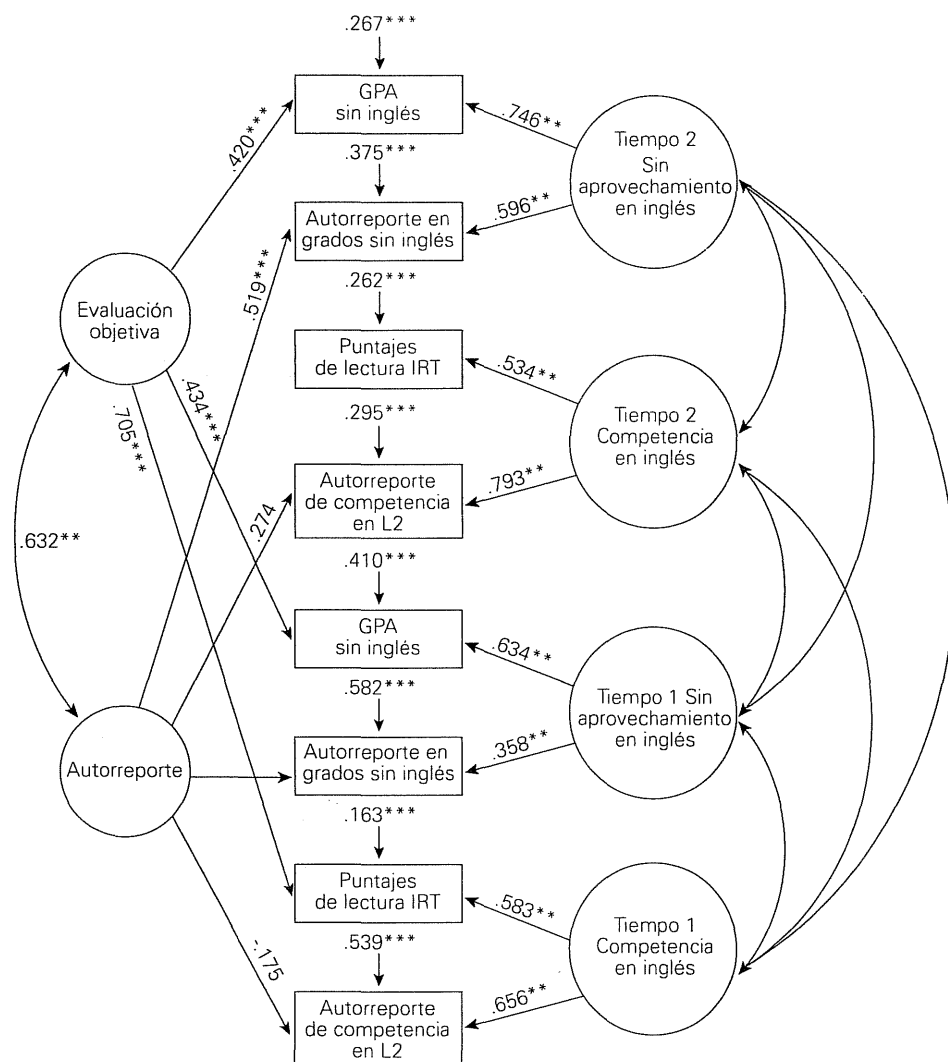 .267***
GPA
sin inglés
.420***
.746**
Tiempo 2
Sin
aprovechamiento
en inglés
.375***
Autorreporte en
grados sin inglés
.596**
.519***
.262***
Evaluación
objetiva
Puntajes
de lectura IRT
.534**
.434***
.705***
.295***
Tiempo 2
Competencia
en inglés
Autorreporte
de competencia
en L2
.793**
.274
.632**
.410***
GPA
sin inglés
.634**
.582***
Tiempo 1 Sin
aprovechamiento
en inglés
Autorreporte
Autorreporte en
grados sin inglés
.358**
.163***
Puntajes
de lectura IRT
.583**
Tiempo 1
Competencia
en inglés
.539***
-.175
Autorreporte
de competencia
en L2
.656**